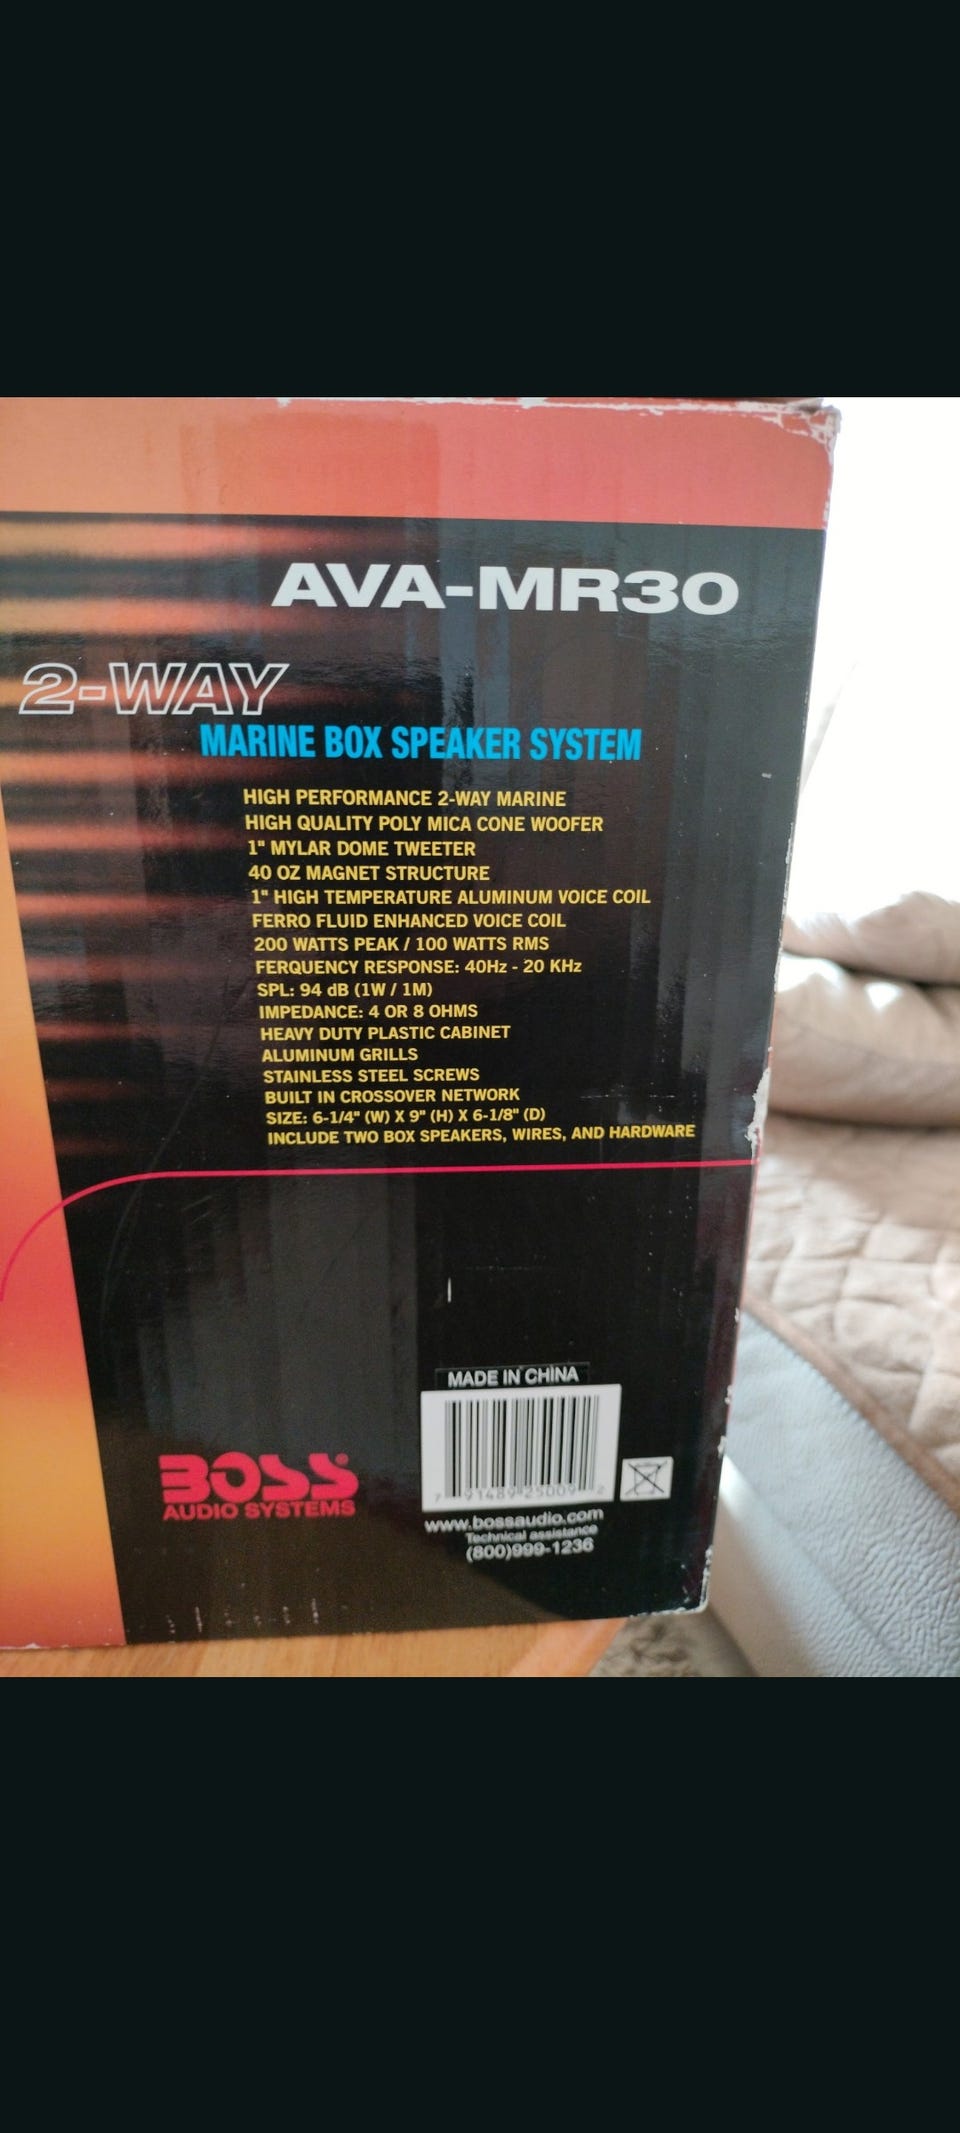 AVA-MR30
2-WAY
MARINE BOX SPEAKER SYSTEM
HIGH PERFORMANCE 2-WAY MARINE
HIGH QUALITY POLY MICA CONE WOOFER
1" MYLAR DOME TWEETER
40 OZ MAGNET STRUCTURE
1" HIGH TEMPERATURE ALUMINUM VOICE COIL
FERRO FLUID ENHANCED VOICE COIL
200 WATTS PEAK / 100 WATTS RMS
FERQUENCY RESPONSE: 40Hz - 20 KHz
SPL: 94 dB (1W / 1M)
IMPEDANCE: 4 OR 8 OHMS
HEAVY DUTY PLASTIC CABINET
ALUMINUM GRILLS
STAINLESS STEEL SCREWS
BUILT IN CROSSOVER NETWORK
SIZE: 6-1/4" (W) X 9" (H) X 6-1/8" (D)
INCLUDE TWO BOX SPEAKERS, WIRES, AND HARDWARE
MADE IN CHINA
BOSS®
AUDIO SYSTEMS
7 91489 25009 2
www.bossaudio.com
Technical assistance
(800)999-1236